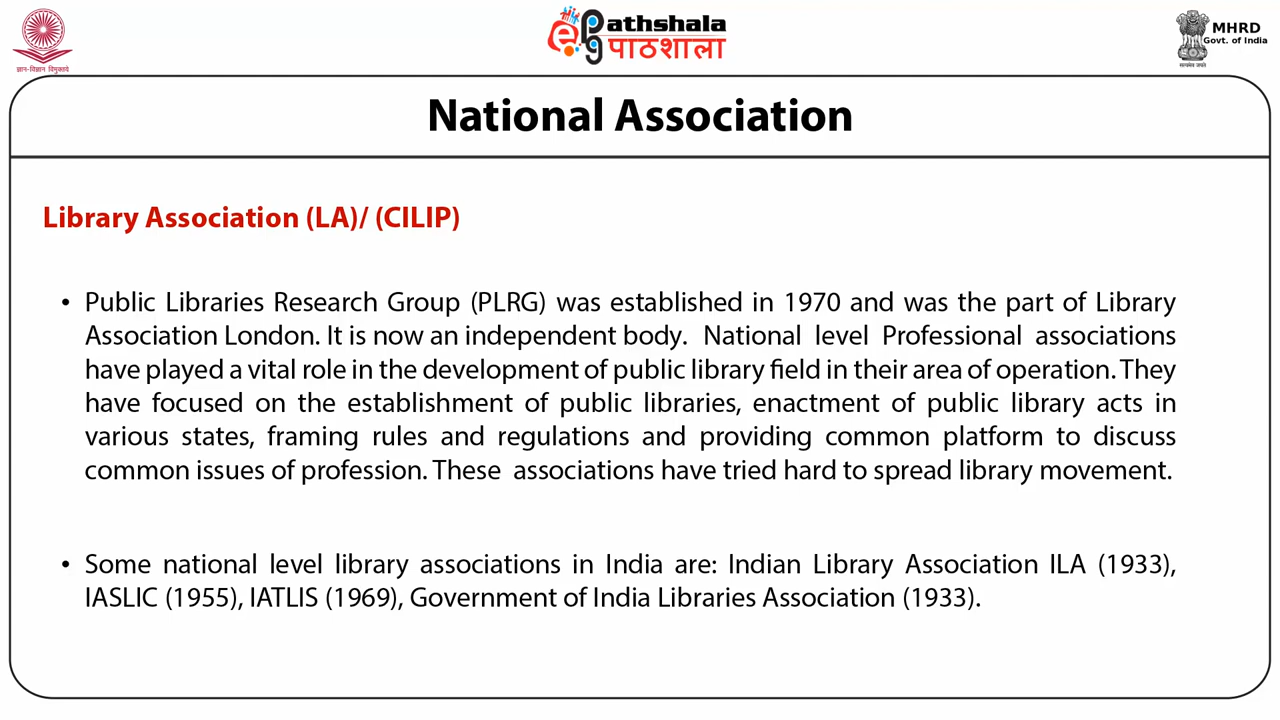 ज्ञान-विज्ञान विमुक्तये
ePathshala
पाठशाला
MHRD
Govt. of India
सत्यमेव जयते
National Association
Library Association (LA)/ (CILIP)
• Public Libraries Research Group (PLRG) was established in 1970 and was the part of Library
Association London. It is now an independent body. National level Professional associations
have played a vital role in the development of public library field in their area of operation. They
have focused on the establishment of public libraries, enactment of public library acts in
various states, framing rules and regulations and providing common platform to discuss
common issues of profession. These associations have tried hard to spread library movement.
• Some national level library associations in India are: Indian Library Association ILA (1933),
IASLIC (1955), IATLIS (1969), Government of India Libraries Association (1933).